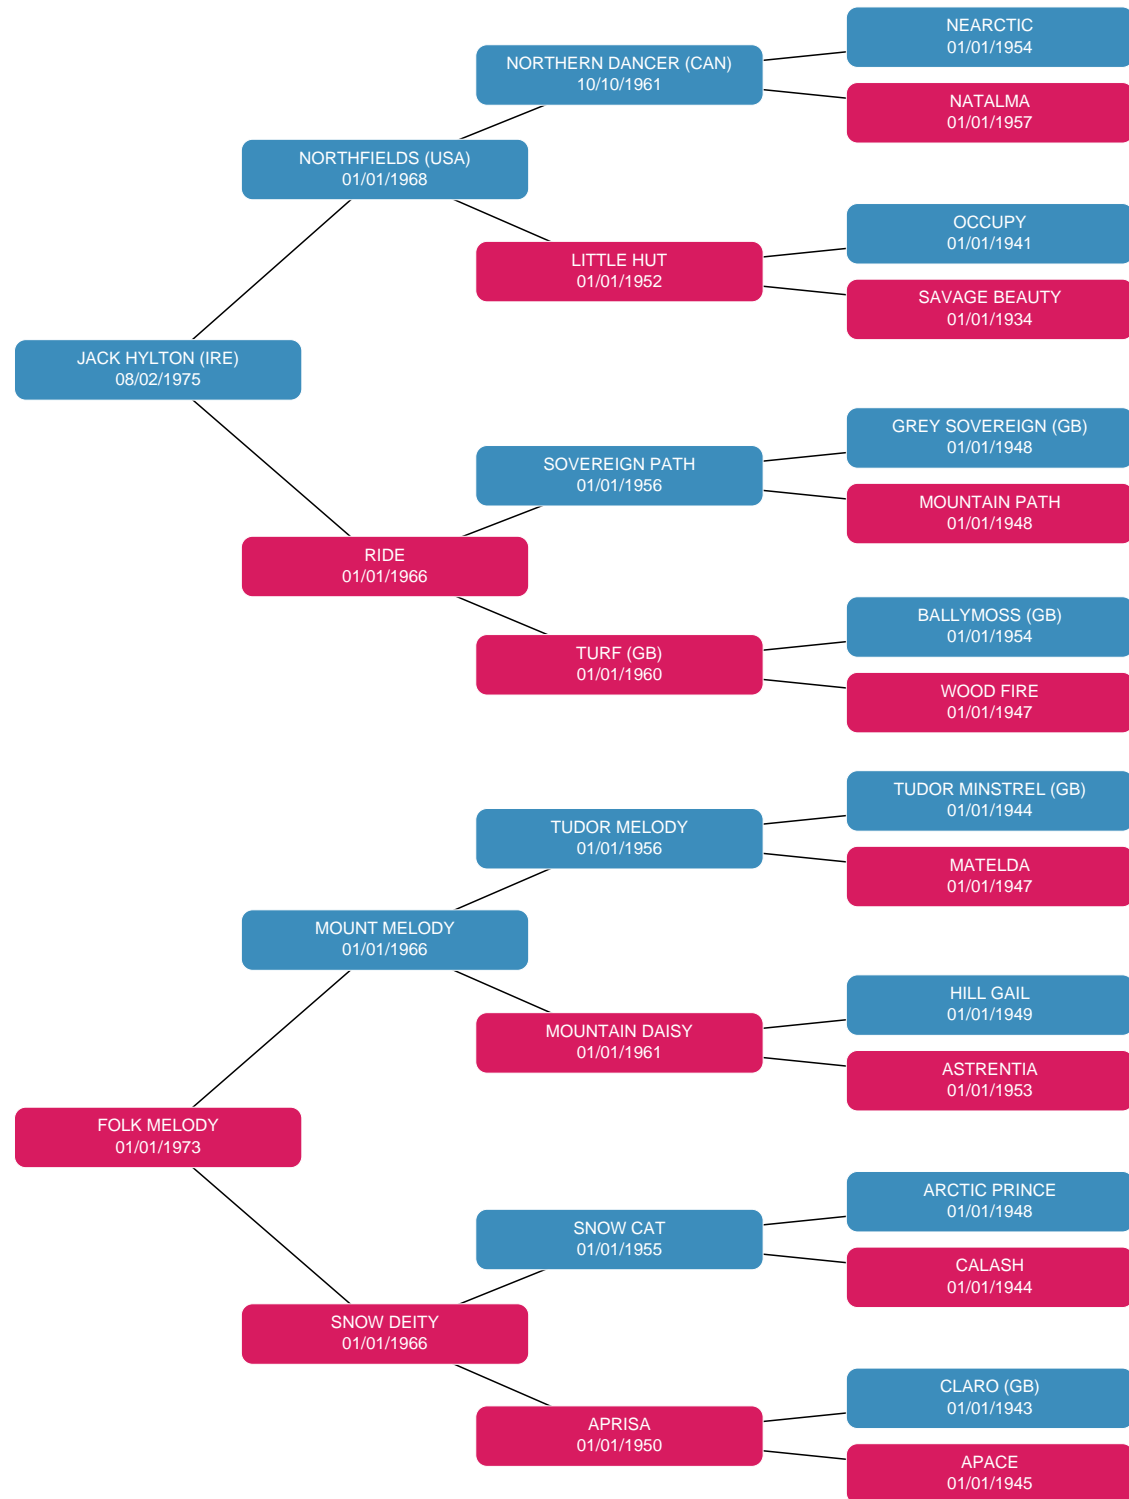 NEARCTIC
01/01/1954
NORTHERN DANCER (CAN)
10/10/1961
NATALMA
01/01/1957
NORTHFIELDS (USA)
01/01/1968
OCCUPY
01/01/1941
LITTLE HUT
01/01/1952
SAVAGE BEAUTY
01/01/1934
JACK HYLTON (IRE)
08/02/1975
GREY SOVEREIGN (GB)
01/01/1948
SOVEREIGN PATH
01/01/1956
MOUNTAIN PATH
01/01/1948
RIDE
01/01/1966
BALLYMOSS (GB)
01/01/1954
TURF (GB)
01/01/1960
WOOD FIRE
01/01/1947
TUDOR MINSTREL (GB)
01/01/1944
TUDOR MELODY
01/01/1956
MATELDA
01/01/1947
MOUNT MELODY
01/01/1966
HILL GAIL
01/01/1949
MOUNTAIN DAISY
01/01/1961
ASTRENTIA
01/01/1953
FOLK MELODY
01/01/1973
ARCTIC PRINCE
01/01/1948
SNOW CAT
01/01/1955
CALASH
01/01/1944
SNOW DEITY
01/01/1966
CLARO (GB)
01/01/1943
APRISA
01/01/1950
APACE
01/01/1945